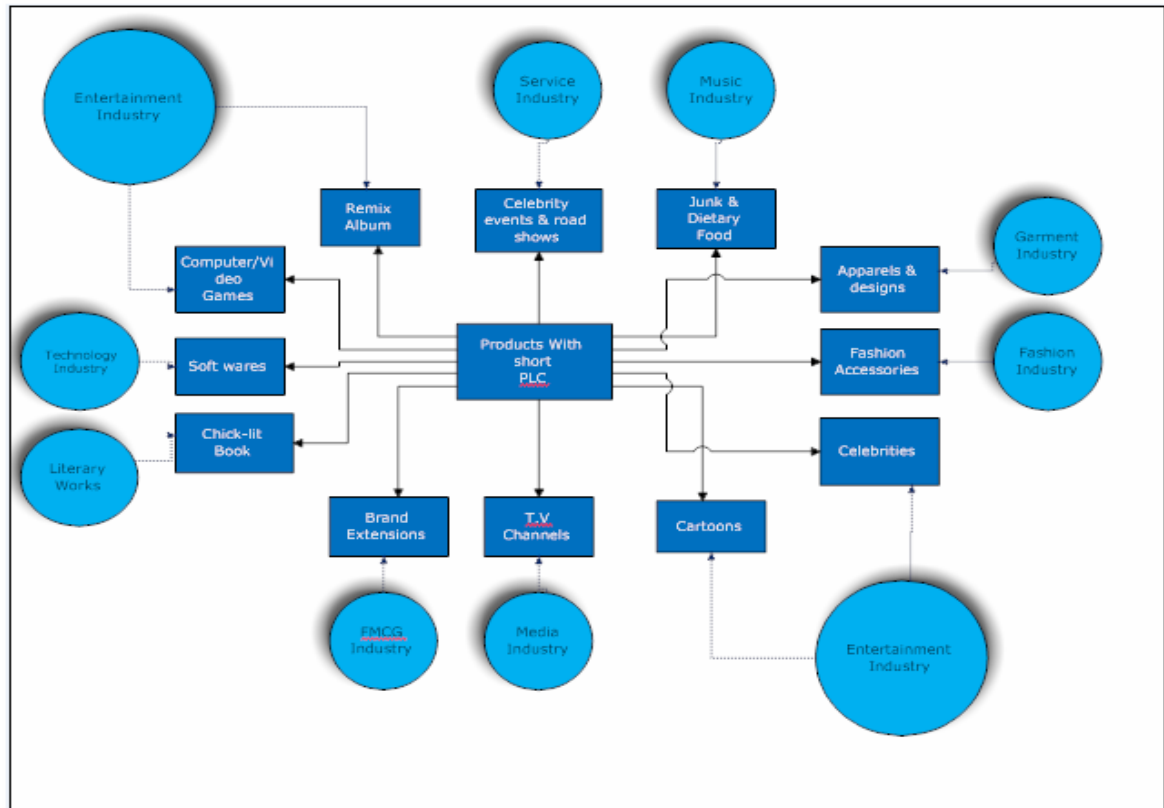 Entertainment
Industry
Service
Industry
Music
Industry
Remix
Album
Celebrity
events & road
shows
Junk &
Dietary
Food
Garment
Industry
Computer/Vi
deo
Games
Apparels &
designs
Technology
Industry
Soft wares
Products With
short
PLC
Fashion
Accessories
Fashion
Industry
Chick-lit
Book
Literary
Works
Celebrities
Brand
Extensions
T.V
Channels
Cartoons
FMCG
Industry
Media
Industry
Entertainment
Industry